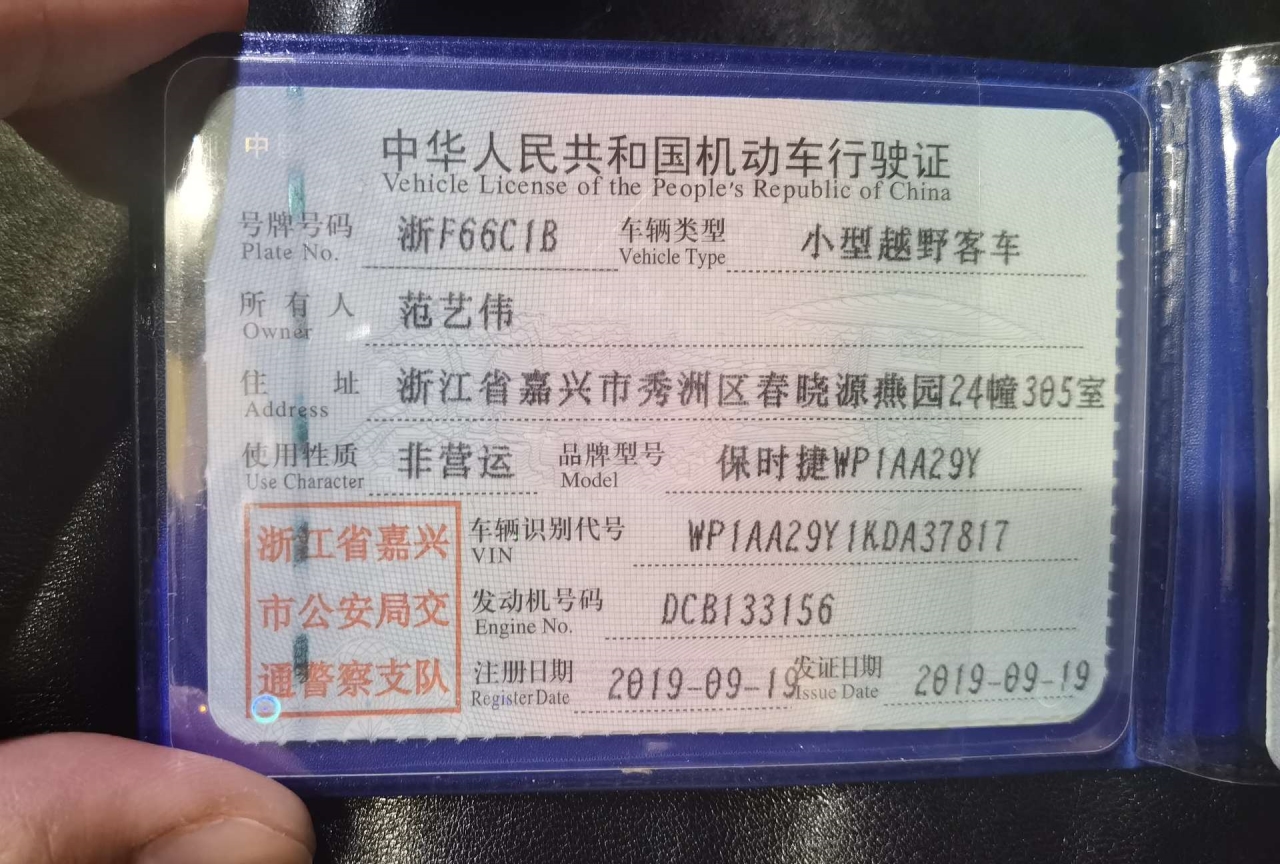 中
中华人民共和国机动车行驶证
Vehicle License of the People's Republic of China
号牌号码 浙F66C1B 车辆类型 小型越野客车
Plate No. Vehicle Type
所有人 范艺伟
Owner
住址 浙江省嘉兴市秀洲区春晓源燕园24幢305室
Address
使用性质 非营运 品牌型号 保时捷WP1AA29Y
Use Character Model
浙江省嘉兴 车辆识别代号 WP1AA29Y1KDA37817
VIN
市公安局交 发动机号码 DCB133156
Engine No.
通警察支队 注册日期 2019-09-19 发证日期 2019-09-19
Register Date Issue Date